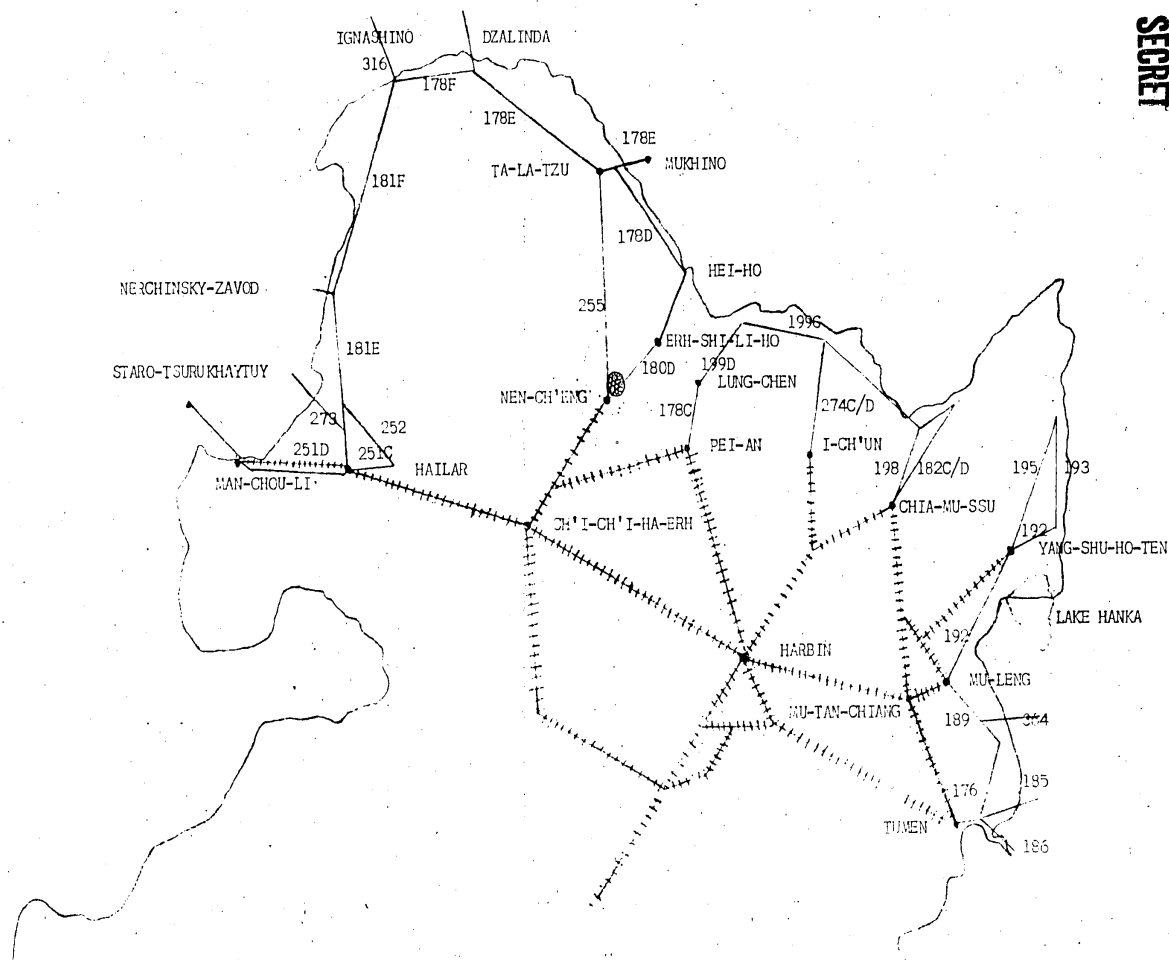 SECRET
IGNASHINO
DZALINDA
316
178F
178E
178E
TA-LA-TZU
MUKHINO
181F
178D
HEI-HO
NERCHINSKY-ZAVOD
255
199G
181E
ERH-SHI-LI-HO
STARO-TSURUKHAYTUY
180D
199D
LUNG-CHEN
NEN-CH'ENG
273
252
178C
274C/D
251D
251C
PEI-AN
I-CH'UN
HAILAR
198
182C/D
195
193
MAN-CHOU-LI
CHIA-MU-SSU
CH'I-CH'I-HA-ERH
192
YANG-SHU-HO-TEN
LAKE HANKA
192
HARBIN
MU-LENG
MU-TAN-CHIANG
189
364
176
185
TUMEN
186